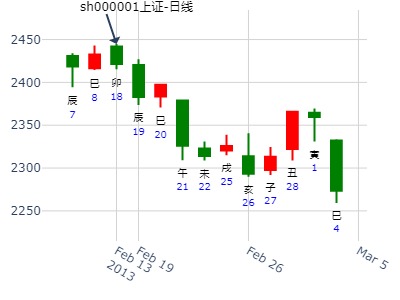 sh000001上证-日线
2450
2400
2350
2300
2250
辰
7
巳
8
卯
18
辰
19
巳
20
午
21
未
22
戌
25
亥
26
子
27
丑
28
寅
1
巳
4
Feb 13
2013
Feb 19
Feb 26
Mar 5